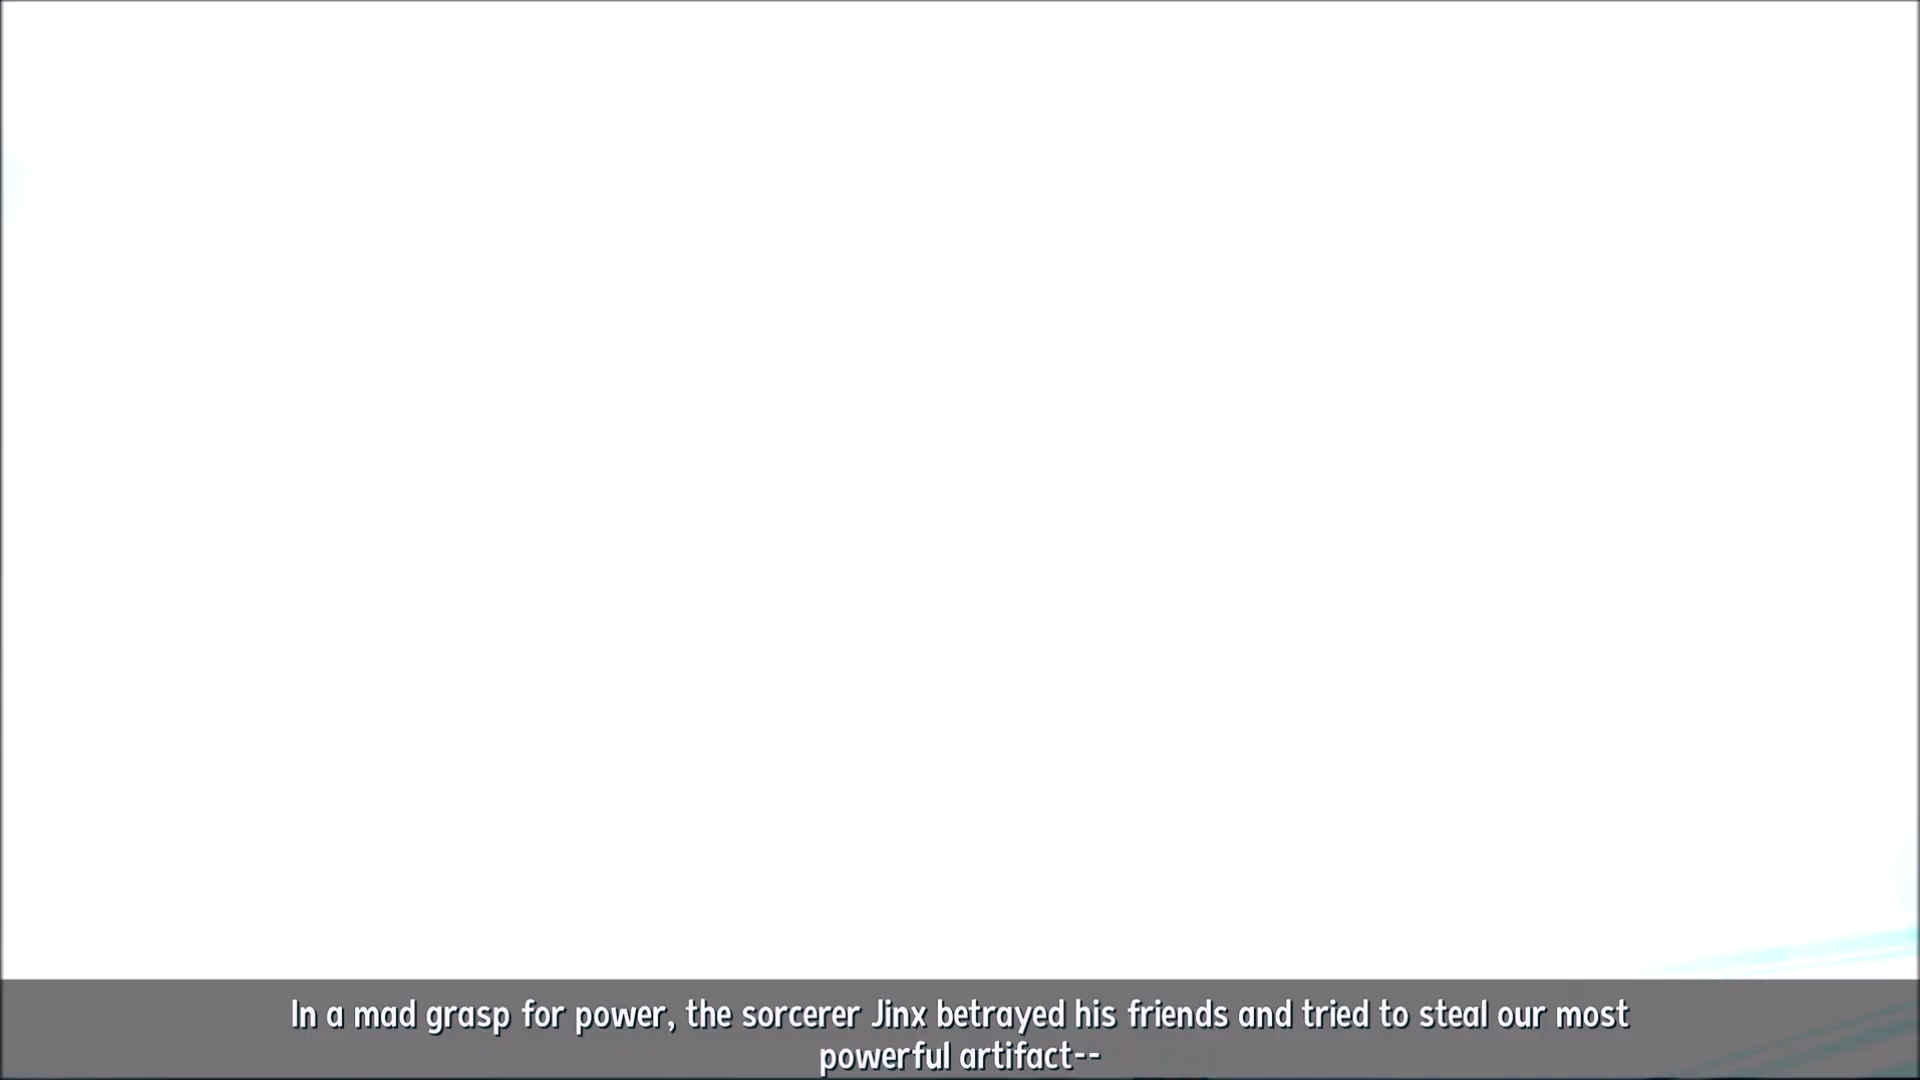 In a mad grasp for power, the sorcerer Jinx betrayed his friends and tried to steal our most
powerful artifact--